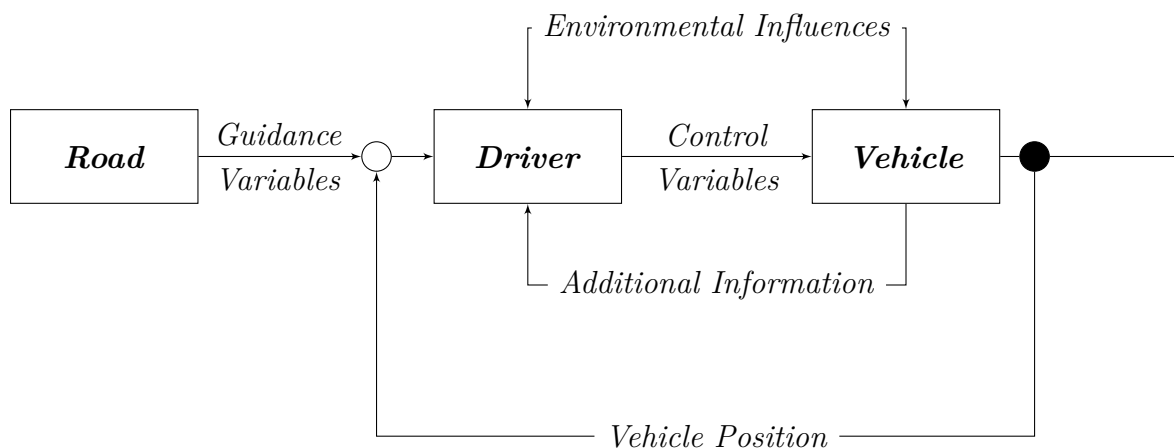 Environmental Influences
Road
Guidance
Variables
Driver
Control
Variables
Vehicle
Additional Information
Vehicle Position